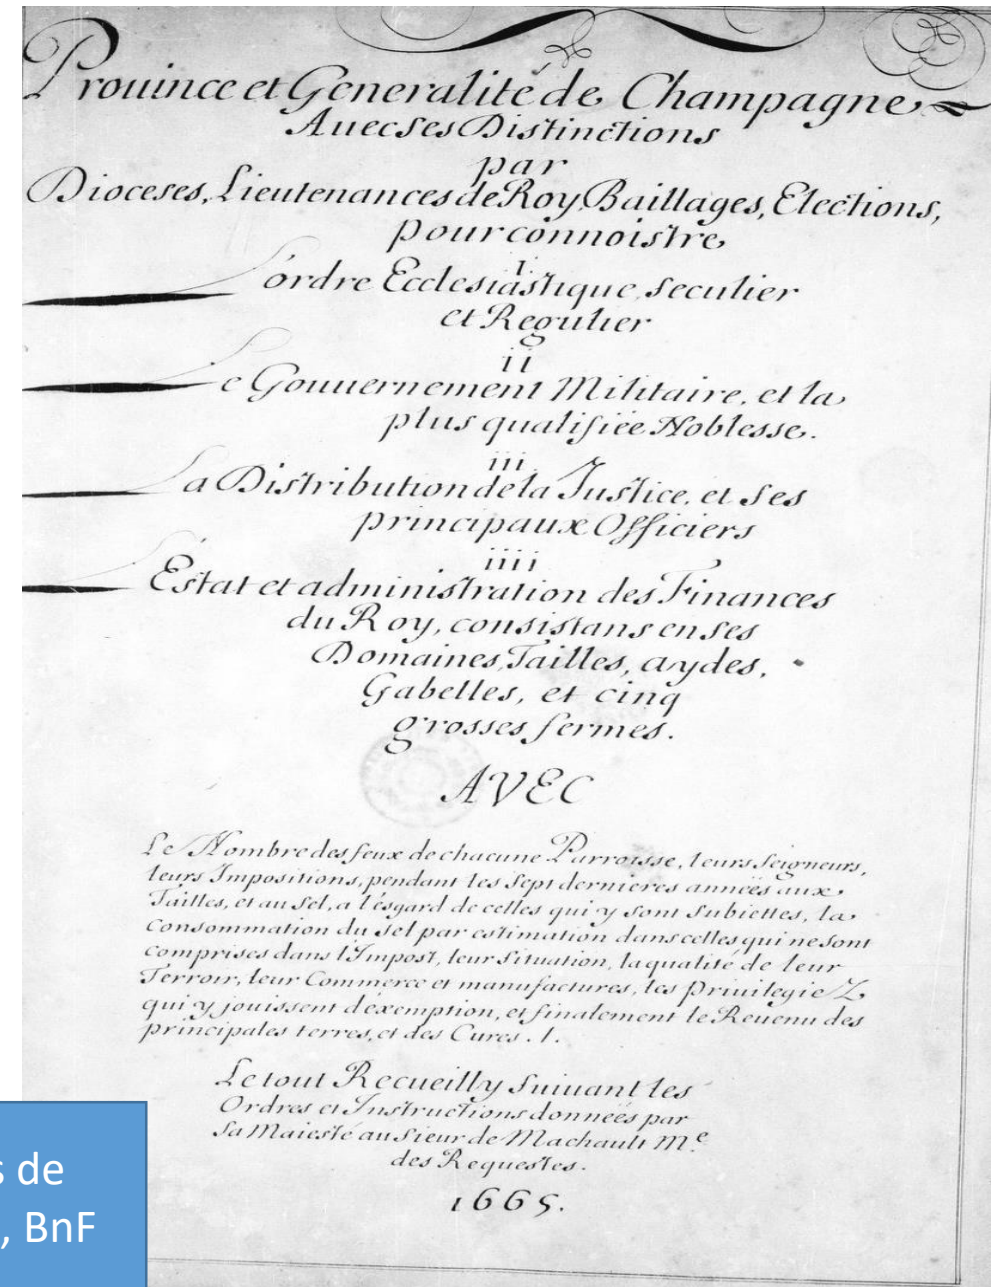 Prouince et Generalité de Champagne
Auec Ses Distinctions
par
Dioceses, Lieutenances de Roy, Baillages, Elections,
pour connoistre
I
L'ordre Ecclesiastique, seculier
et Regulier
ii
Le Gouuernement Militaire, et la
plus qualifiée Noblesse.
iii
La Distribution de la Justice, et Ses
principaux Officiers
iiii
L'Estat et administration des Finances
du Roy, consistans en Ses
Domaines, Tailles, aydes,
Gabelles, et cinq
grosses fermes.
AVEC
Le Nombre des feux de chacune Parroisse, leurs Seigneurs,
leurs Impositions, pendant les Sept dernieres années aux
Tailles, et au Sel, a l'esgard de celles qui y sont Subiettes, la
Consommation du Sel par estimation dans celles qui ne Sont
comprises dans l'Impost, leur Situation, la qualité de leur
Terroir, leur Commerce et manufactures, les PrivilegieZ
qui y jouissent d'exemption, et finalement le Reuenu des
principales terres, et des Cures. 1.
Le tout Recueilly Suiuant les
Ordres et Instructions données par
Sa Maiesté au Sieur de Machault Me.
des Requestes.
1665.
s de
, BnF